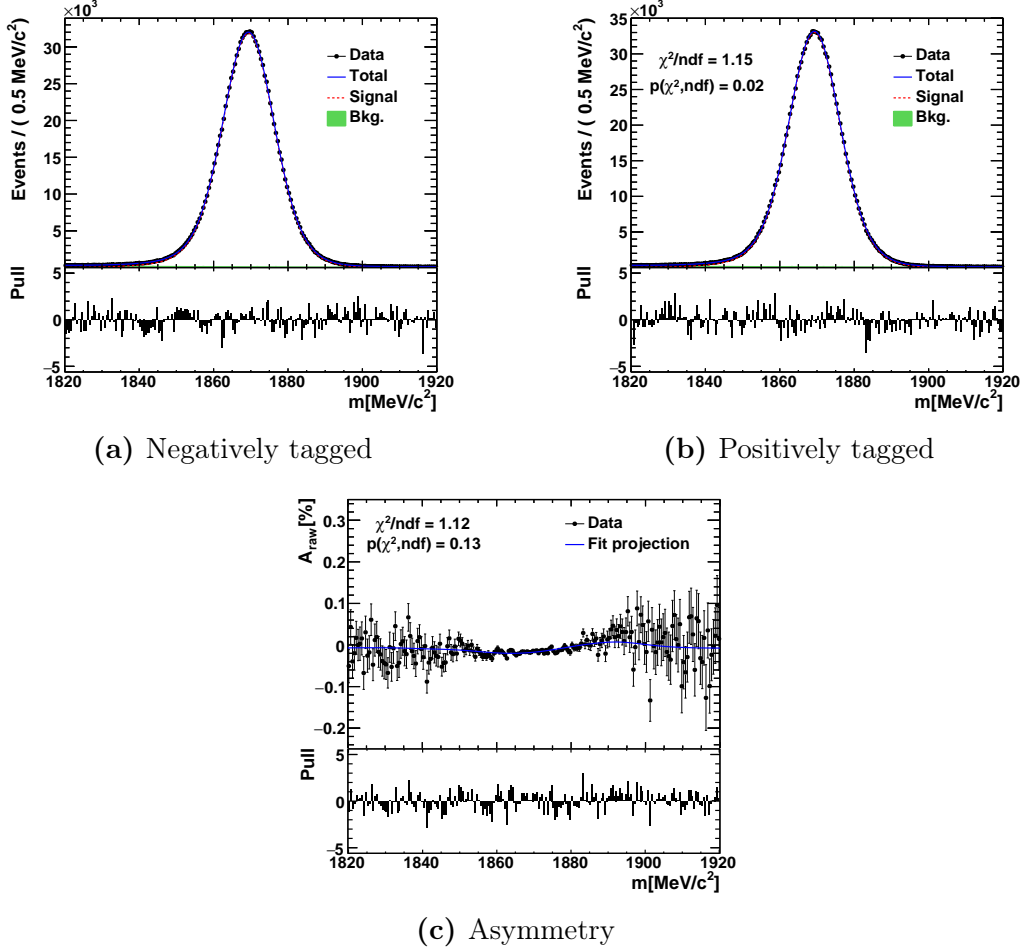 ×10³
Events / ( 0.5 MeV/c²)
30
25
20
15
10
5
Data
Total
Signal
Bkg.
Pull
5
0
−5
1820 1840 1860 1880 1900 1920
m[MeV/c²]
(a) Negatively tagged
×10³
Events / ( 0.5 MeV/c²)
35
30
25
20
15
10
5
χ²/ndf = 1.15
p(χ²,ndf) = 0.02
Data
Total
Signal
Bkg.
Pull
5
0
−5
1820 1840 1860 1880 1900 1920
m[MeV/c²]
(b) Positively tagged
A_raw[%]
0.3
0.2
0.1
0
−0.1
−0.2
χ²/ndf = 1.12
p(χ²,ndf) = 0.13
Data
Fit projection
Pull
5
0
−5
1820 1840 1860 1880 1900 1920
m[MeV/c²]
(c) Asymmetry